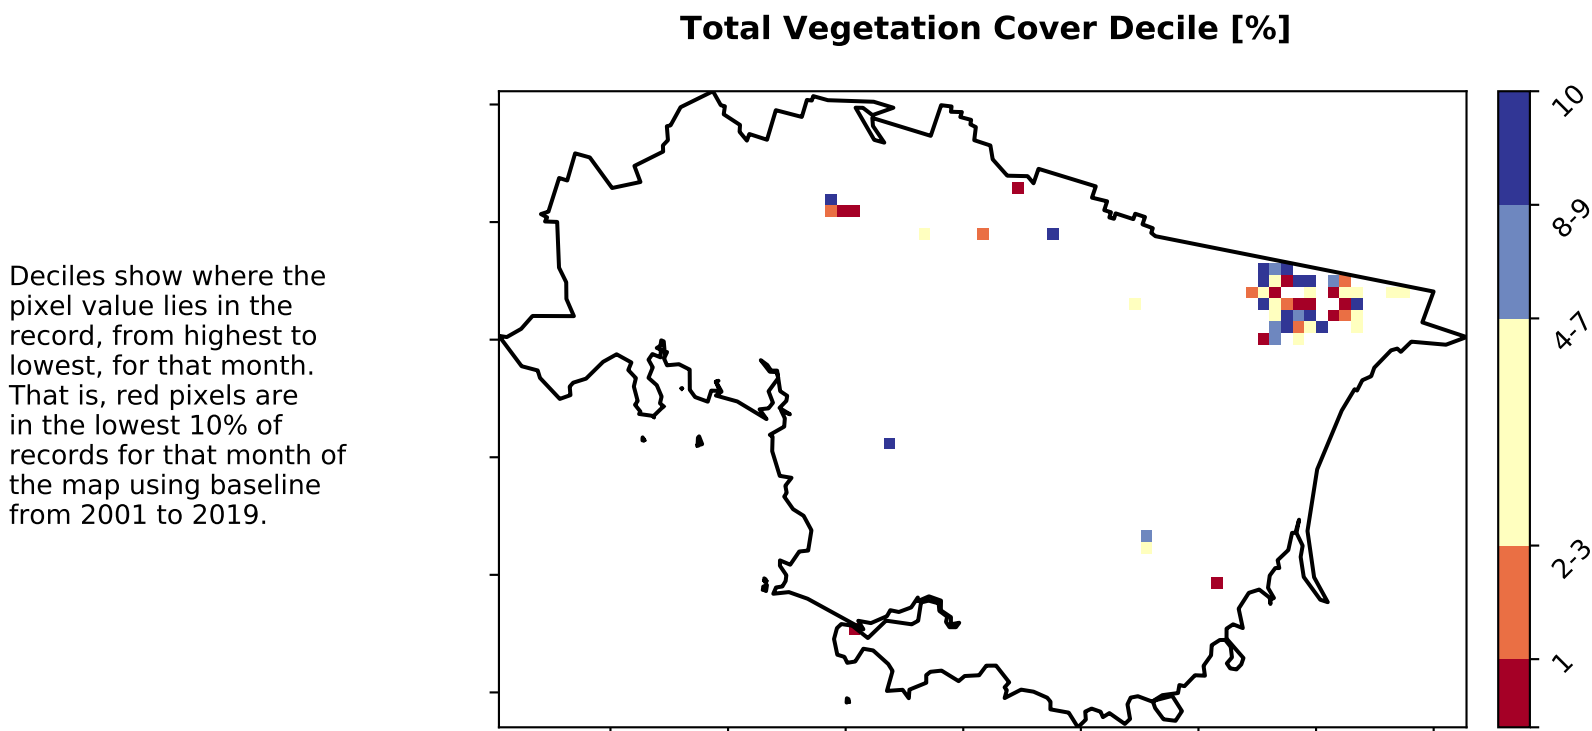 Total Vegetation Cover Decile [%]
Deciles show where the
pixel value lies in the
record, from highest to
lowest, for that month.
That is, red pixels are
in the lowest 10% of
records for that month of
the map using baseline
from 2001 to 2019.
10
8-9
4-7
2-3
1